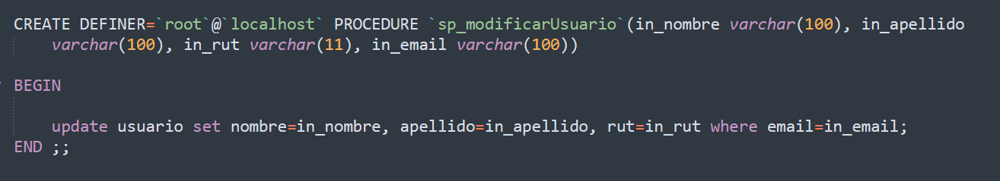 CREATE DEFINER=`root`@`localhost` PROCEDURE `sp_modificarUsuario`(in_nombre varchar(100), in_apellido
varchar(100), in_rut varchar(11), in_email varchar(100))
BEGIN
update usuario set nombre=in_nombre, apellido=in_apellido, rut=in_rut where email=in_email;
END ;;